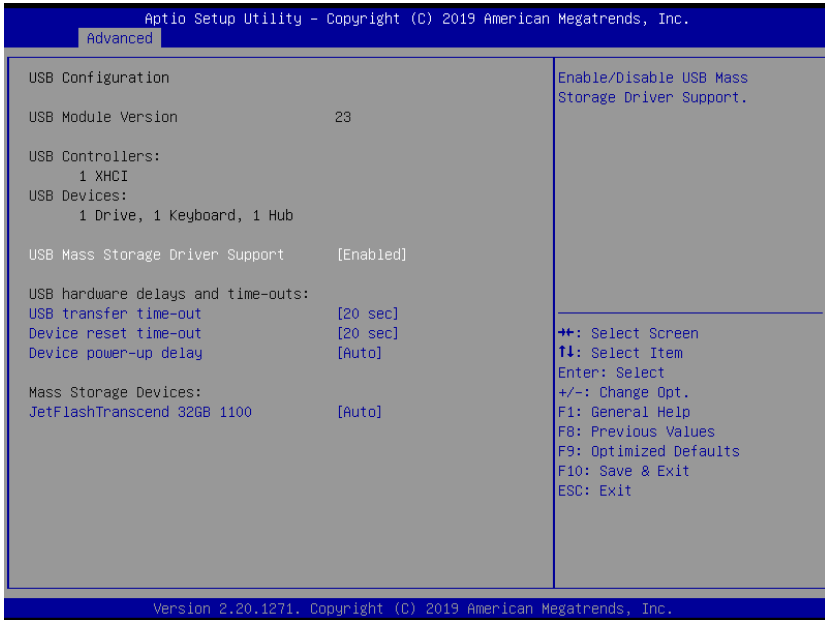 Aptio Setup Utility – Copyright (C) 2019 American Megatrends, Inc.
Advanced
USB Configuration
USB Module Version 23
USB Controllers:
1 XHCI
USB Devices:
1 Drive, 1 Keyboard, 1 Hub
USB Mass Storage Driver Support [Enabled]
USB hardware delays and time-outs:
USB transfer time-out [20 sec]
Device reset time-out [20 sec]
Device power-up delay [Auto]
Mass Storage Devices:
JetFlashTranscend 32GB 1100 [Auto]
Enable/Disable USB Mass
Storage Driver Support.
→←: Select Screen
↑↓: Select Item
Enter: Select
+/-: Change Opt.
F1: General Help
F8: Previous Values
F9: Optimized Defaults
F10: Save & Exit
ESC: Exit
Version 2.20.1271. Copyright (C) 2019 American Megatrends, Inc.